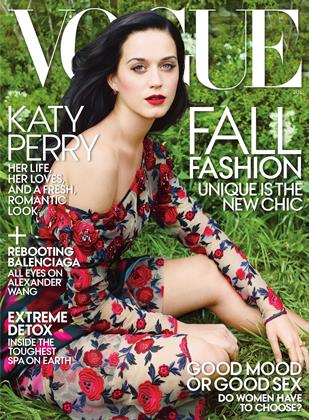 VOGUE
JUL
KATY
PERRY
HER LIFE,
HER LOVES,
AND A FRESH,
ROMANTIC
LOOK
+
REBOOTING
BALENCIAGA
ALL EYES ON
ALEXANDER
WANG
EXTREME
DETOX
INSIDE THE
TOUGHEST
SPA ON EARTH
FALL
FASHION
UNIQUE IS THE
NEW CHIC
GOOD MOOD
OR GOOD SEX
DO WOMEN HAVE
TO CHOOSE?